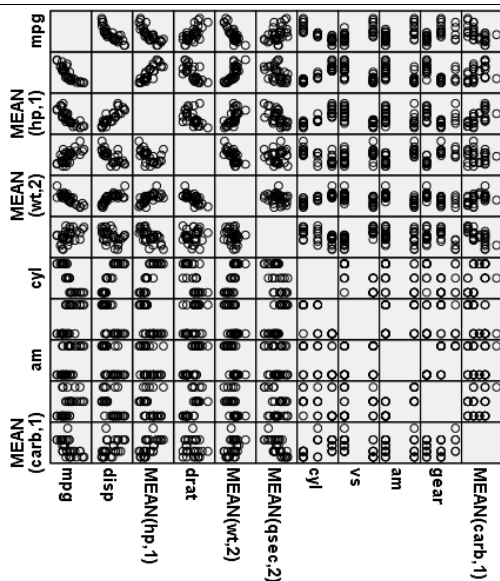 mpg
MEAN
(hp,1)
MEAN
(wt,2)
cyl
am
MEAN
(carb,1)
mpg
disp
MEAN(hp,1)
drat
MEAN(wt,2)
MEAN(qsec,2)
cyl
vs
am
gear
MEAN(carb,1)